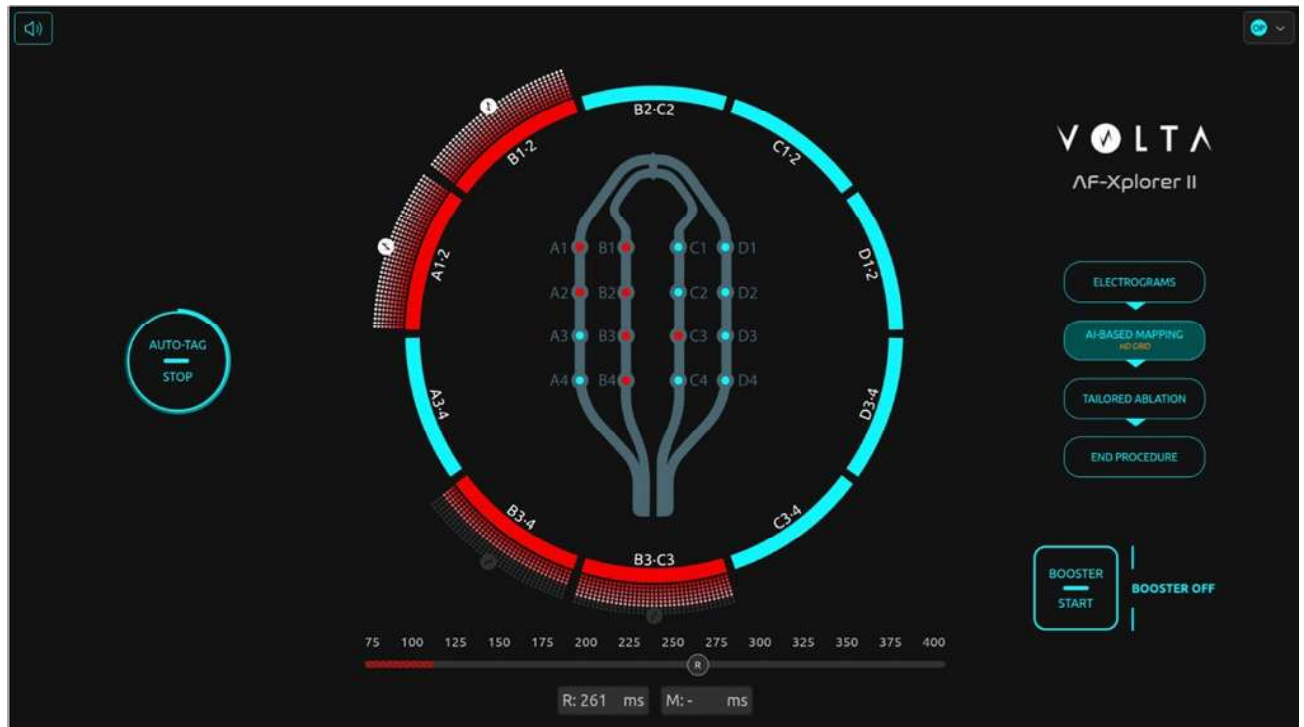 OP
VOLTA
AF-Xplorer II
B2-C2
B1-2
C1-2
A1-2
D1-2
A1 B1 C1 D1
A2 B2 C2 D2
A3 B3 C3 D3
A4 B4 C4 D4
AUTO-TAG
STOP
ELECTROGRAMS
AI-BASED MAPPING
HD GRID
TAILORED ABLATION
END PROCEDURE
A3-4
D3-4
B3-4
C3-4
B3-C3
BOOSTER
START
BOOSTER OFF
75 100 125 150 175 200 225 250 275 300 325 350 375 400
R
R: 261 ms M: - ms